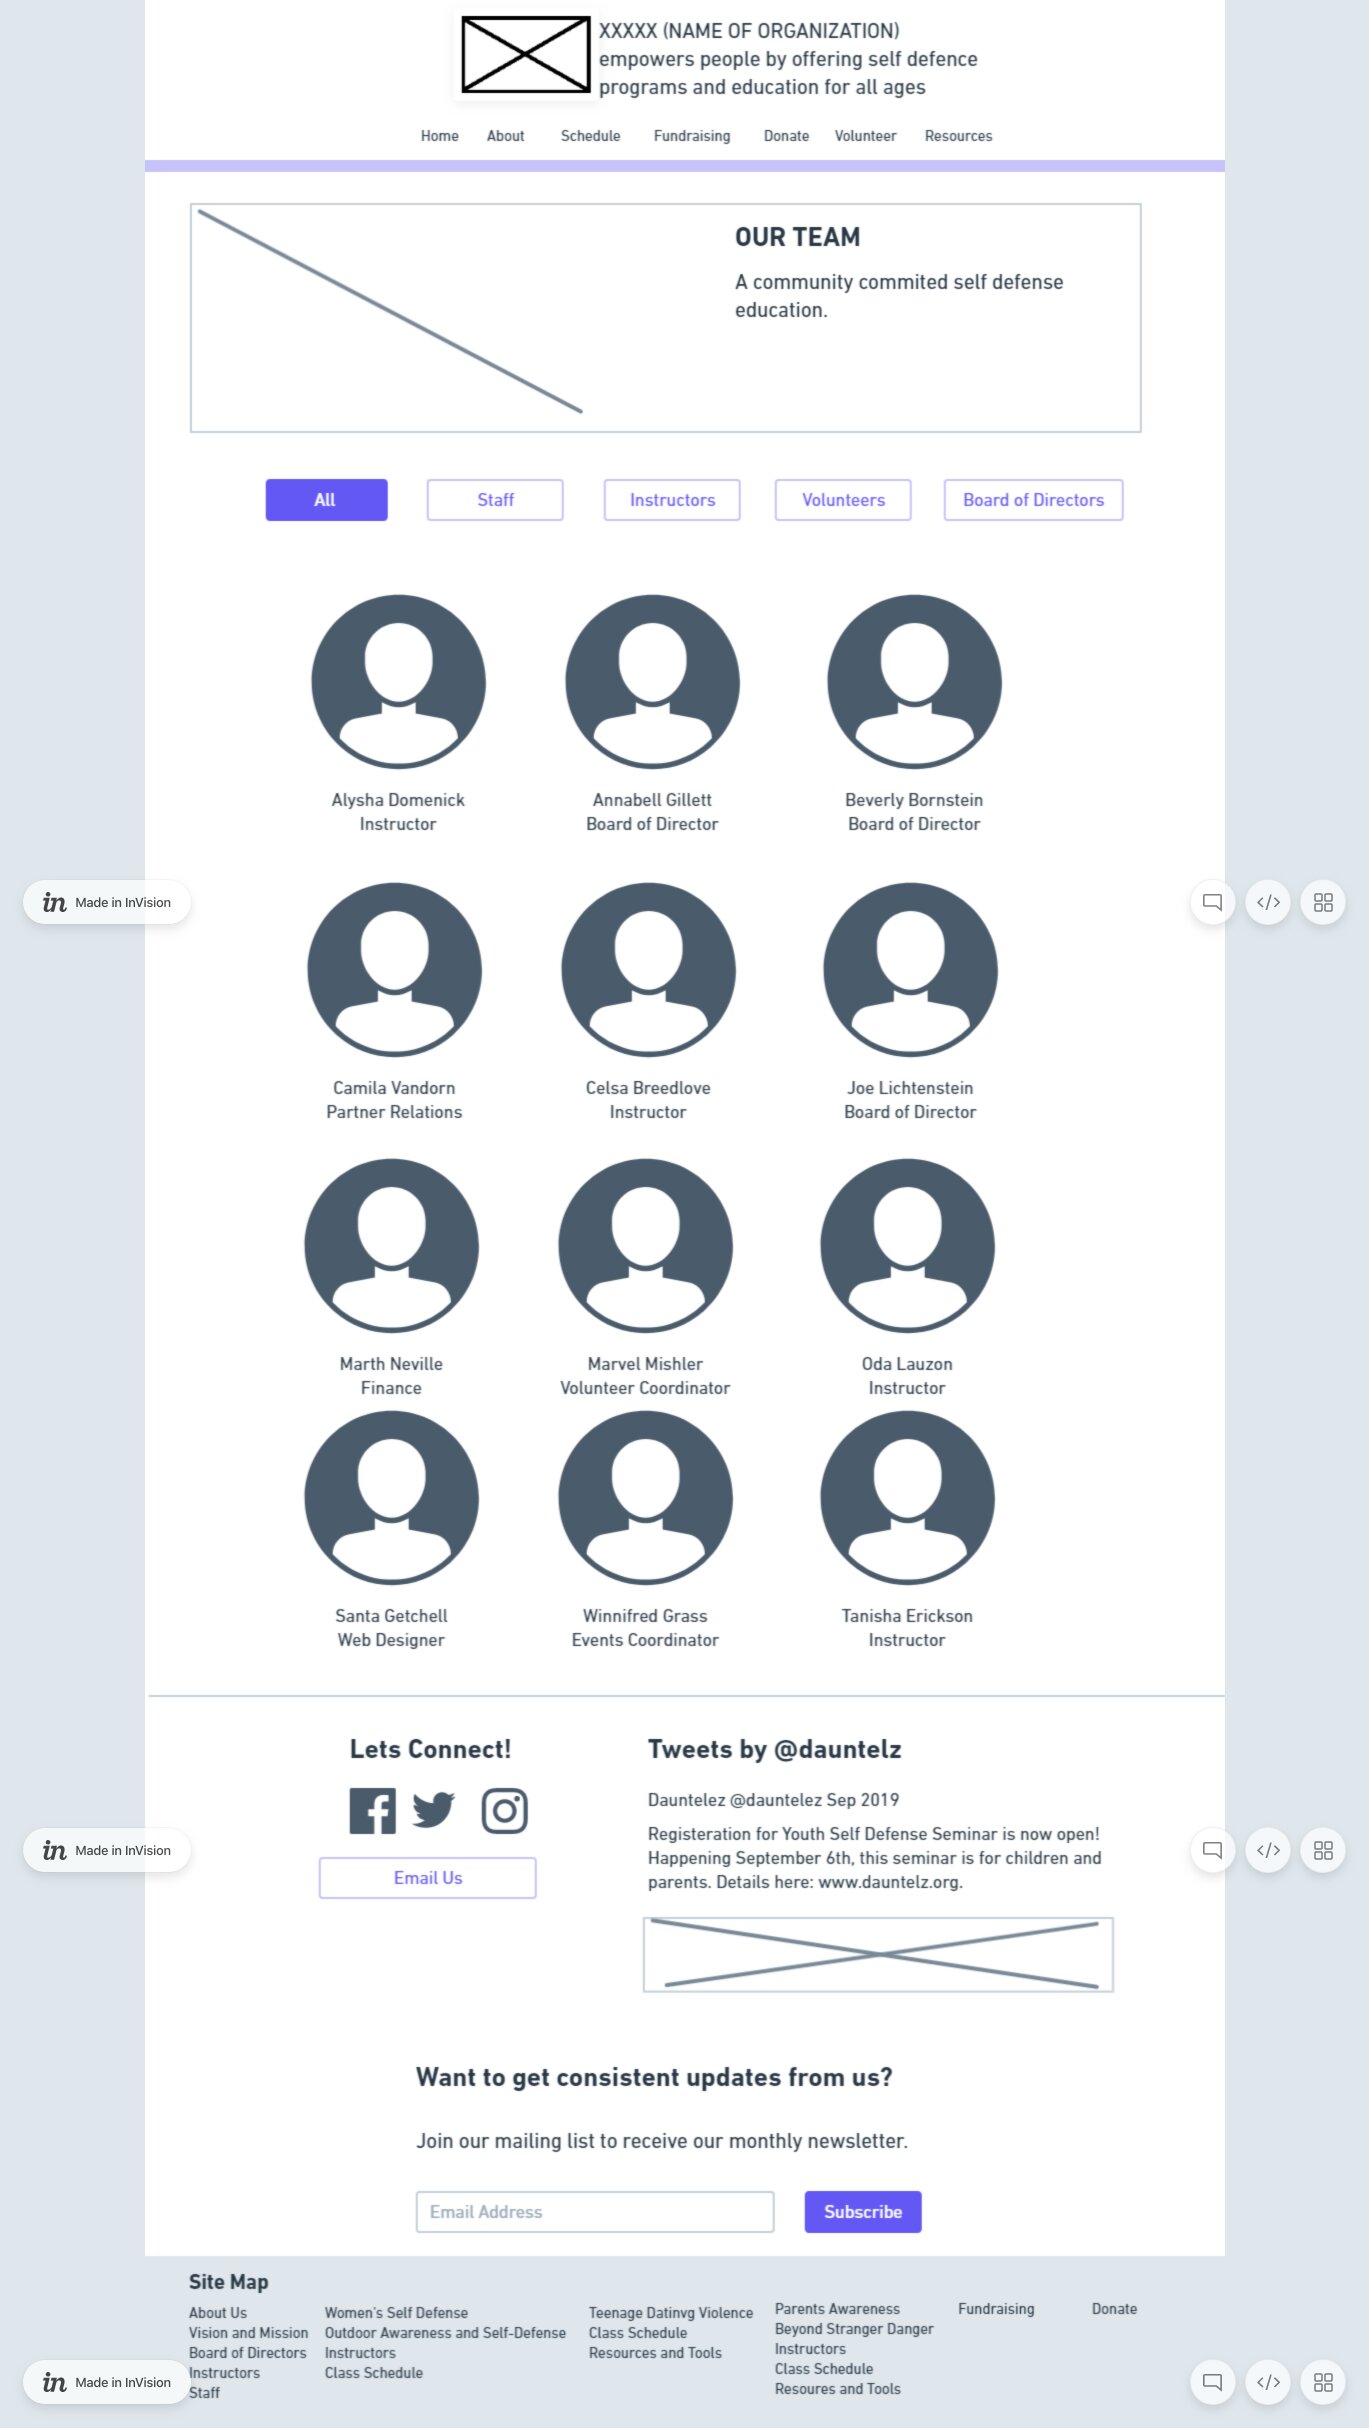 XXXXX (NAME OF ORGANIZATION)
empowers people by offering self defence
programs and education for all ages
Home About Schedule Fundraising Donate Volunteer Resources
OUR TEAM
A community commited self defense
education.
All Staff Instructors Volunteers Board of Directors
Alysha Domenick
Instructor
Annabell Gillett
Board of Director
Beverly Bornstein
Board of Director
in Made in InVision
Camila Vandorn
Partner Relations
Celsa Breedlove
Instructor
Joe Lichtenstein
Board of Director
Marth Neville
Finance
Marvel Mishler
Volunteer Coordinator
Oda Lauzon
Instructor
Santa Getchell
Web Designer
Winnifred Grass
Events Coordinator
Tanisha Erickson
Instructor
Lets Connect!
Email Us
Tweets by @dauntelz
Dauntelez @dauntelez Sep 2019
Registeration for Youth Self Defense Seminar is now open!
Happening September 6th, this seminar is for children and
parents. Details here: www.dauntelz.org.
in Made in InVision
Want to get consistent updates from us?
Join our mailing list to receive our monthly newsletter.
Email Address Subscribe
Site Map
About Us
Vision and Mission
Board of Directors
Instructors
Staff
Women's Self Defense
Outdoor Awareness and Self-Defense
Instructors
Class Schedule
Teenage Datinvg Violence
Class Schedule
Resources and Tools
Parents Awareness
Beyond Stranger Danger
Instructors
Class Schedule
Resoures and Tools
Fundraising
Donate
in Made in InVision